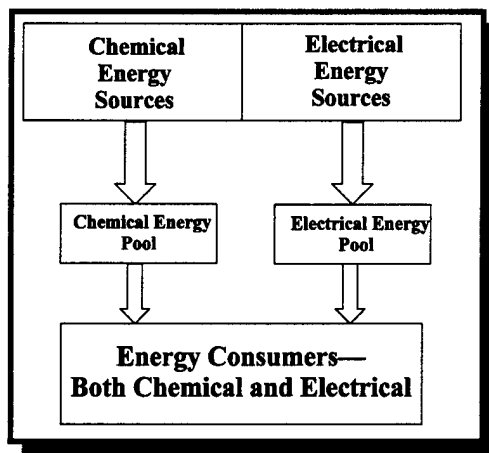 Chemical
Energy
Sources
Electrical
Energy
Sources
Chemical Energy
Pool
Electrical Energy
Pool
Energy Consumers—
Both Chemical and Electrical